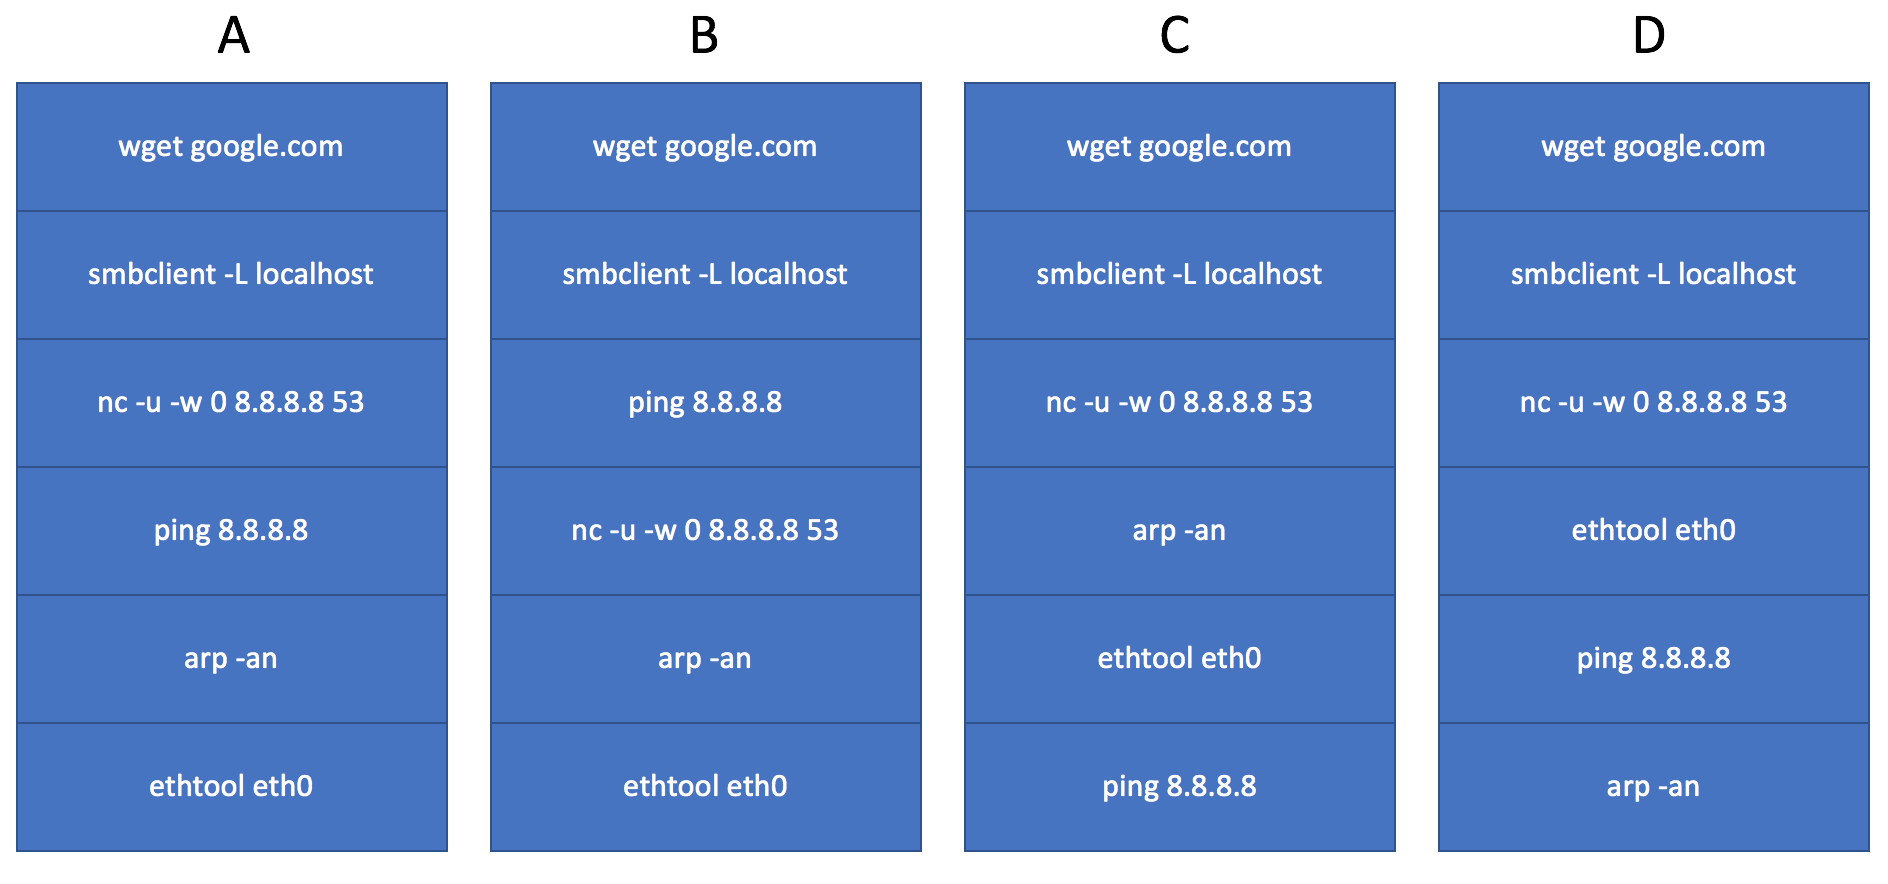 A
wget google.com
smbclient -L localhost
nc -u -w 0 8.8.8.8 53
ping 8.8.8.8
arp -an
ethtool eth0
B
wget google.com
smbclient -L localhost
ping 8.8.8.8
nc -u -w 0 8.8.8.8 53
arp -an
ethtool eth0
C
wget google.com
smbclient -L localhost
nc -u -w 0 8.8.8.8 53
arp -an
ethtool eth0
ping 8.8.8.8
D
wget google.com
smbclient -L localhost
nc -u -w 0 8.8.8.8 53
ethtool eth0
ping 8.8.8.8
arp -an